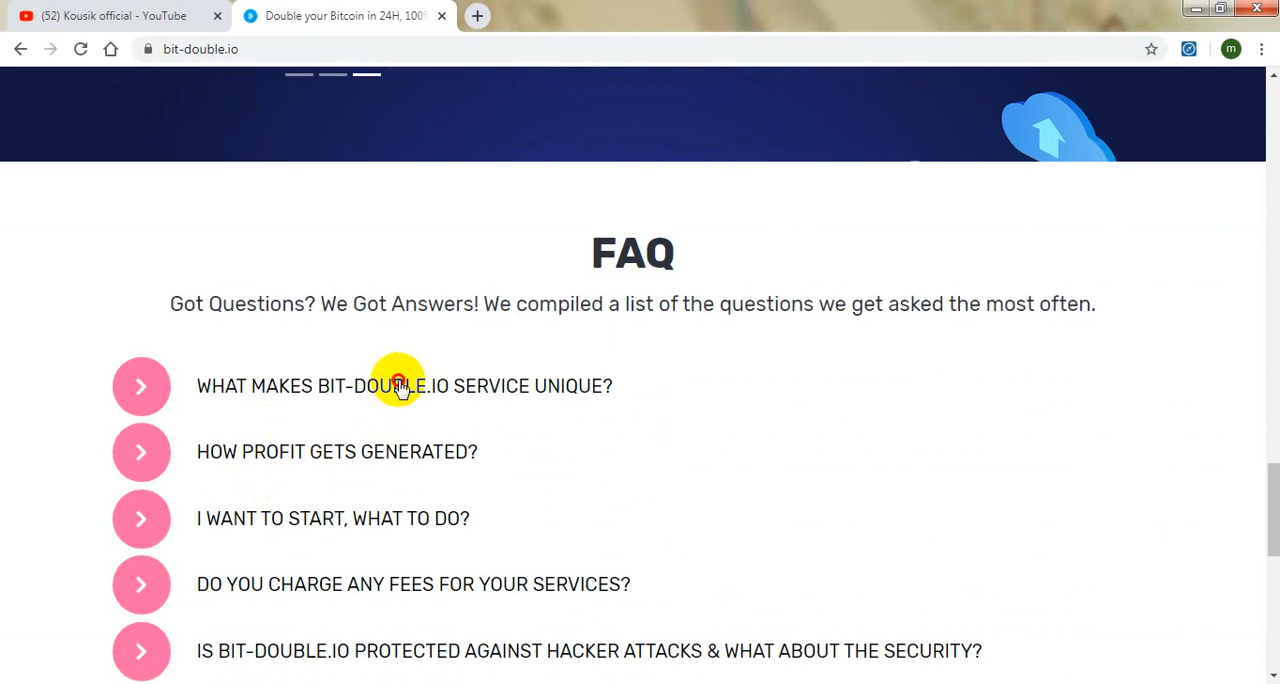 (52) Kousik official - YouTube
Double your Bitcoin in 24H, 100%
bit-double.io
m
FAQ
Got Questions? We Got Answers! We compiled a list of the questions we get asked the most often.
WHAT MAKES BIT-DOUBLE.IO SERVICE UNIQUE?
HOW PROFIT GETS GENERATED?
I WANT TO START, WHAT TO DO?
DO YOU CHARGE ANY FEES FOR YOUR SERVICES?
IS BIT-DOUBLE.IO PROTECTED AGAINST HACKER ATTACKS & WHAT ABOUT THE SECURITY?